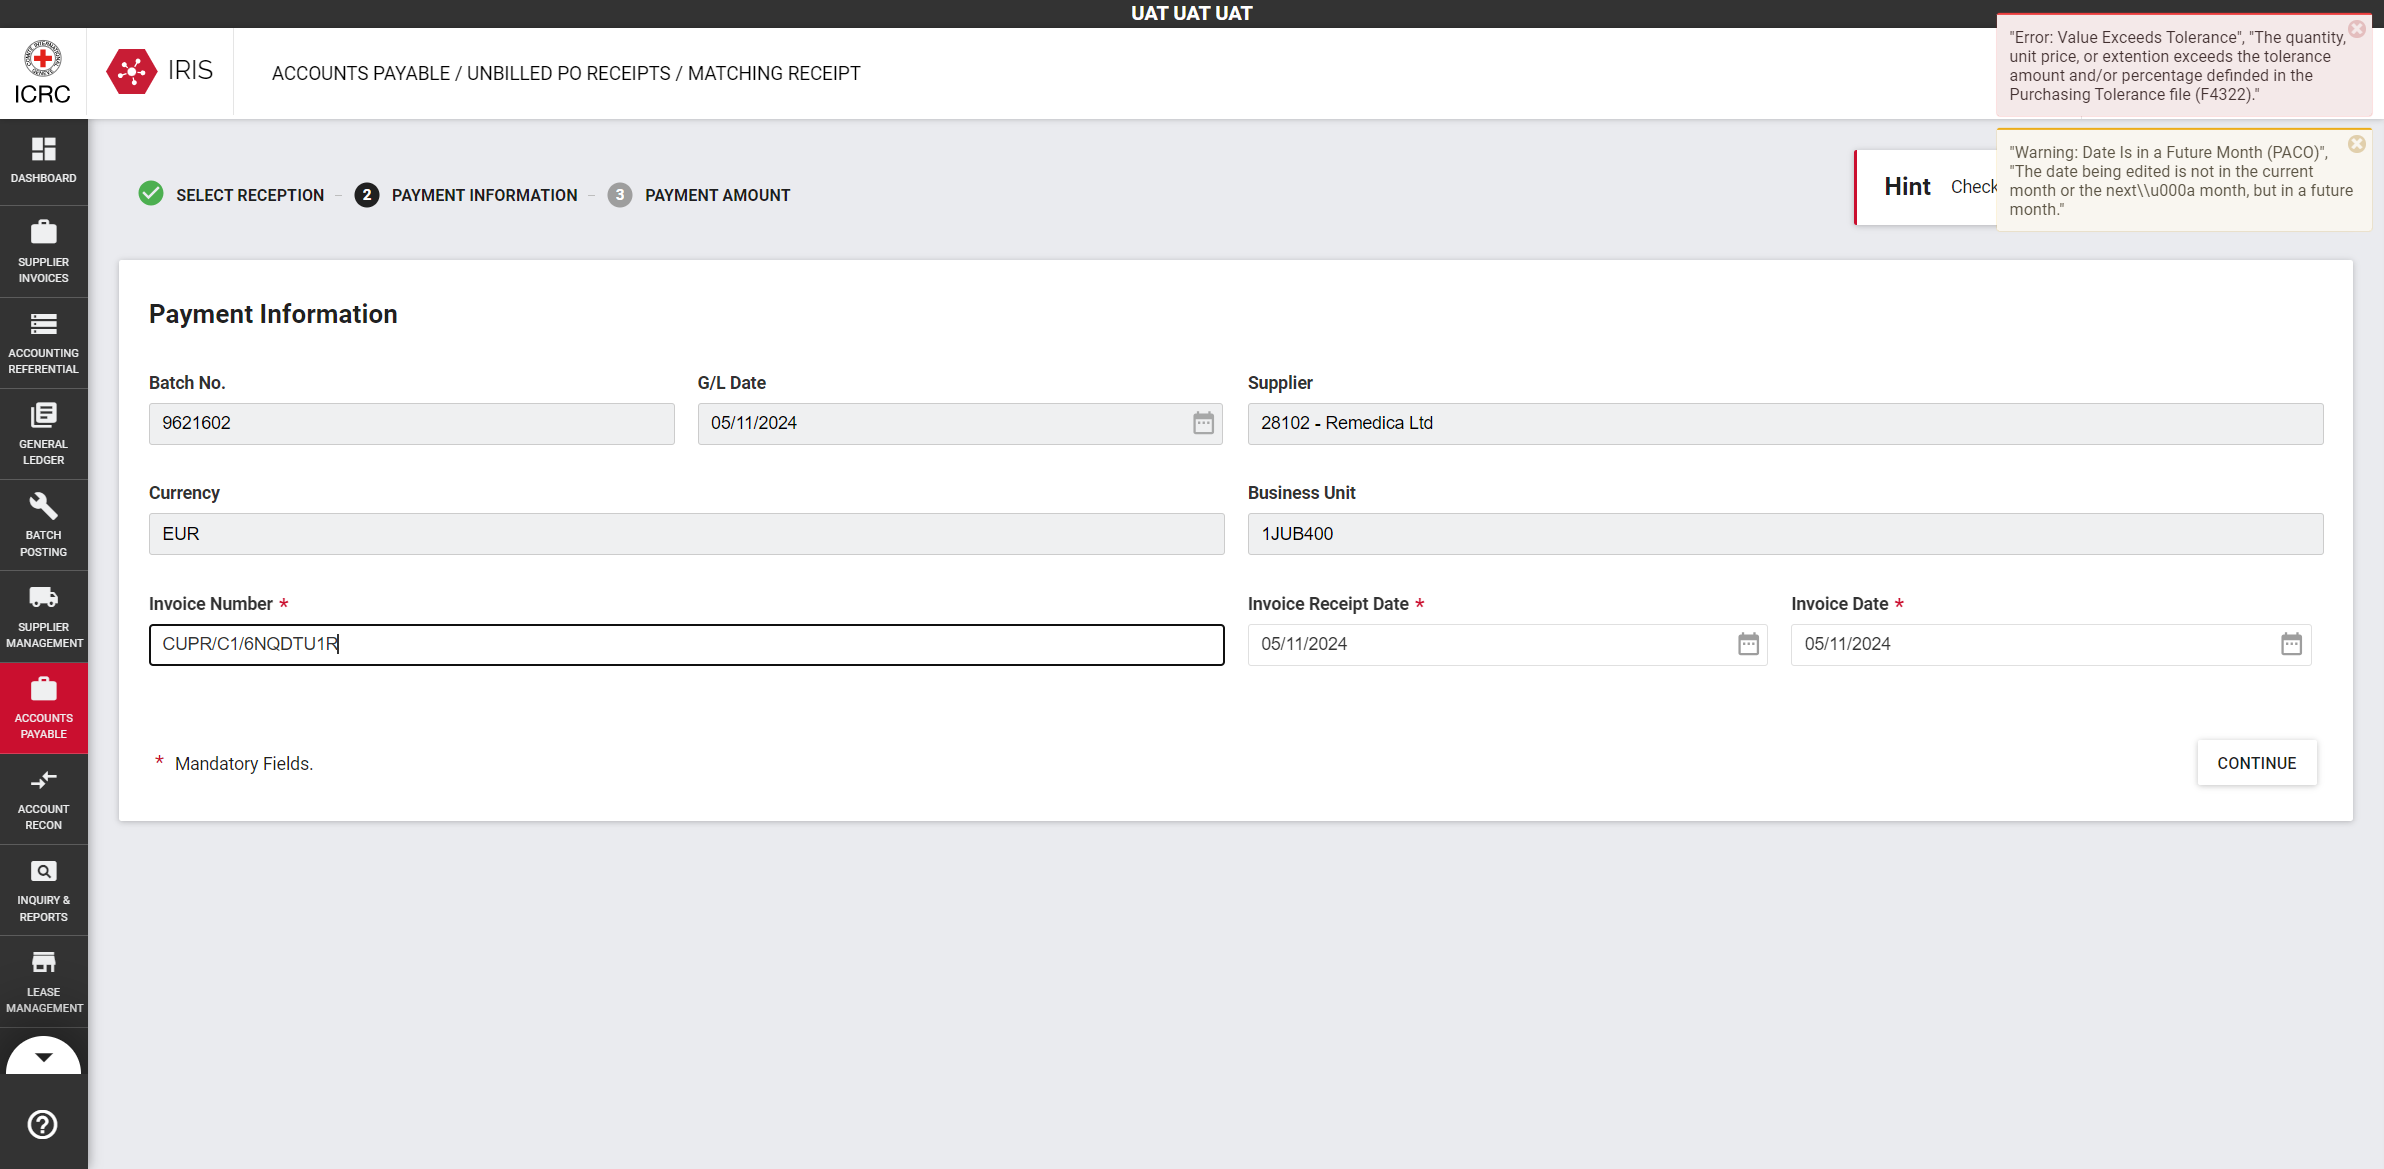 UAT UAT UAT
ICRC
IRIS
ACCOUNTS PAYABLE / UNBILLED PO RECEIPTS / MATCHING RECEIPT
"Error: Value Exceeds Tolerance", "The quantity,
unit price, or extention exceeds the tolerance
amount and/or percentage definded in the
Purchasing Tolerance file (F4322)."
"Warning: Date Is in a Future Month (PACO)",
"The date being edited is not in the current
month or the next\\u000a month, but in a future
month."
Hint Check
DASHBOARD
SUPPLIER
INVOICES
ACCOUNTING
REFERENTIAL
GENERAL
LEDGER
BATCH
POSTING
SUPPLIER
MANAGEMENT
ACCOUNTS
PAYABLE
ACCOUNT
RECON
INQUIRY &
REPORTS
LEASE
MANAGEMENT
SELECT RECEPTION – 2 PAYMENT INFORMATION – 3 PAYMENT AMOUNT
Payment Information
Batch No. G/L Date Supplier
9621602 05/11/2024 28102 - Remedica Ltd
Currency Business Unit
EUR 1JUB400
Invoice Number * Invoice Receipt Date * Invoice Date *
CUPR/C1/6NQDTU1R 05/11/2024 05/11/2024
* Mandatory Fields.
CONTINUE